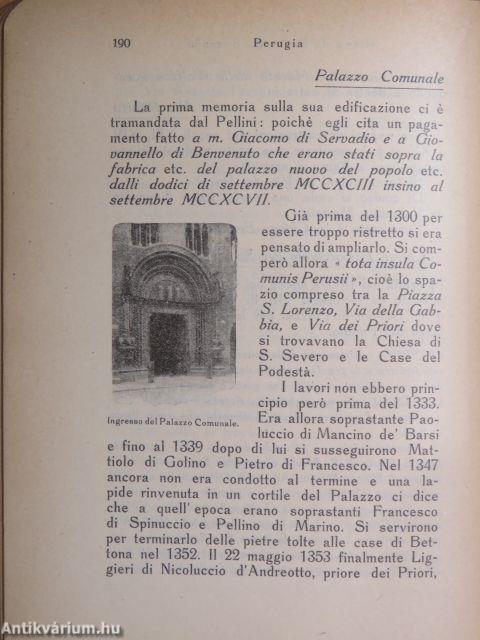 190 Perugia
Palazzo Comunale
La prima memoria sulla sua edificazione ci è
tramandata dal Pellini : poichè egli cita un paga-
mento fatto a m. Giacomo di Servadio e a Gio-
vannello di Benvenuto che erano stati sopra la
fabrica etc. del palazzo nuovo del popolo etc.
dalli dodici di settembre MCCXCIII insino al
settembre MCCXCVII.
Già prima del 1300 per
essere troppo ristretto si era
pensato di ampliarlo. Si com-
però allora « tota insula Co-
munis Perusii », cioè lo spa-
zio compreso tra la Piazza
S. Lorenzo, Via della Gab-
bia, e Via dei Priori dove
si trovavano la Chiesa di
S. Severo e le Case del
Podestà.
I lavori non ebbero prin-
cipio però prima del 1333.
Era allora soprastante Pao-
luccio di Mancino de' Barsi
Ingresso del Palazzo Comunale.
e fino al 1339 dopo di lui si susseguirono Mat-
tiolo di Golino e Pietro di Francesco. Nel 1347
ancora non era condotto al termine e una la-
pide rinvenuta in un cortile del Palazzo ci dice
che a quell' epoca erano soprastanti Francesco
di Spinuccio e Pellino di Marino. Si servirono
per terminarlo delle pietre tolte alle case di Bet-
tona nel 1352. Il 22 maggio 1353 finalmente Lig-
gieri di Nicoluccio d'Andreotto, priore dei Priori,
Antikvárium.hu